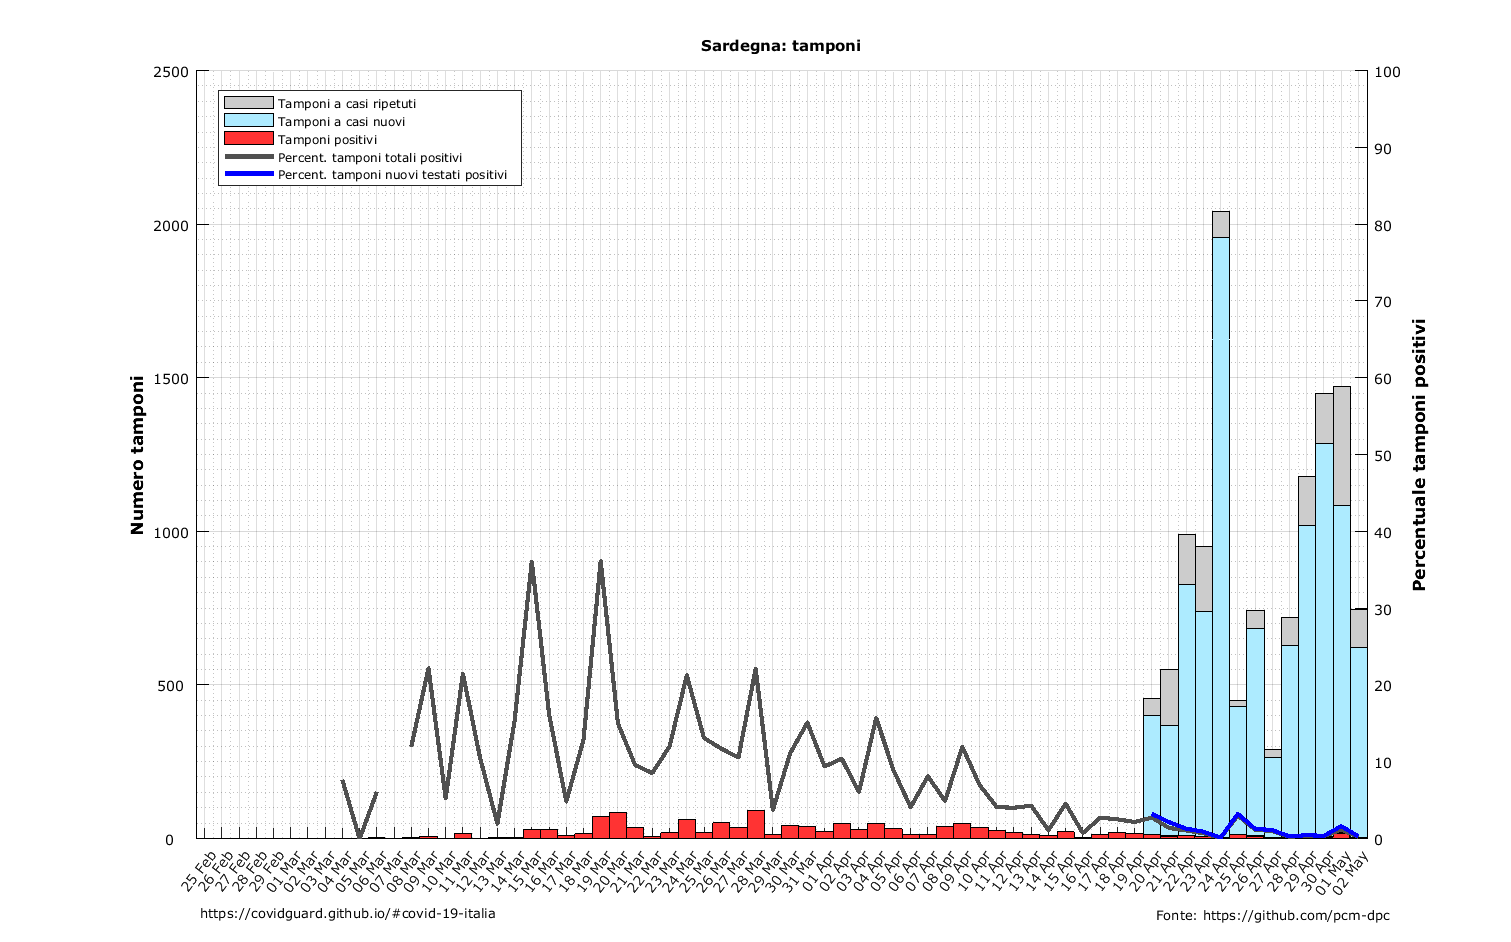 Sardegna: tamponi
Numero tamponi
Percentuale tamponi positivi
2500
2000
1500
1000
500
0
100
90
80
70
60
50
40
30
20
10
0
Tamponi a casi ripetuti
Tamponi a casi nuovi
Tamponi positivi
Percent. tamponi totali positivi
Percent. tamponi nuovi testati positivi
25 Feb
26 Feb
27 Feb
28 Feb
29 Feb
01 Mar
02 Mar
03 Mar
04 Mar
05 Mar
06 Mar
07 Mar
08 Mar
09 Mar
10 Mar
11 Mar
12 Mar
13 Mar
14 Mar
15 Mar
16 Mar
17 Mar
18 Mar
19 Mar
20 Mar
21 Mar
22 Mar
23 Mar
24 Mar
25 Mar
26 Mar
27 Mar
28 Mar
29 Mar
30 Mar
31 Mar
01 Apr
02 Apr
03 Apr
04 Apr
05 Apr
06 Apr
07 Apr
08 Apr
09 Apr
10 Apr
11 Apr
12 Apr
13 Apr
14 Apr
15 Apr
16 Apr
17 Apr
18 Apr
19 Apr
20 Apr
21 Apr
22 Apr
23 Apr
24 Apr
25 Apr
26 Apr
27 Apr
28 Apr
29 Apr
30 Apr
01 May
02 May
https://covidguard.github.io/#covid-19-italia
Fonte: https://github.com/pcm-dpc